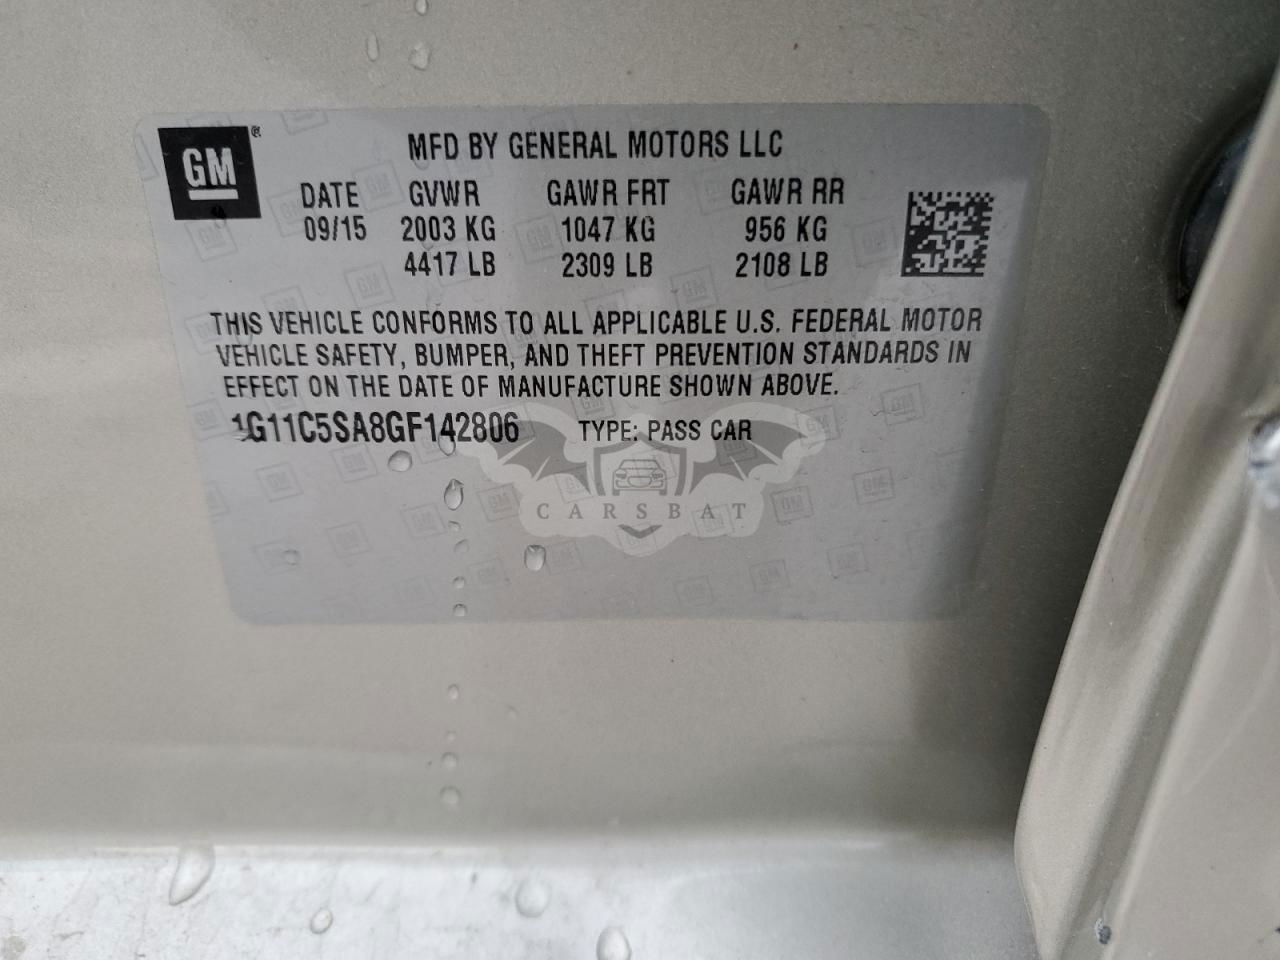 GM ®
MFD BY GENERAL MOTORS LLC
DATE GVWR GAWR FRT GAWR RR
09/15 2003 KG 1047 KG 956 KG
4417 LB 2309 LB 2108 LB
THIS VEHICLE CONFORMS TO ALL APPLICABLE U.S. FEDERAL MOTOR
VEHICLE SAFETY, BUMPER, AND THEFT PREVENTION STANDARDS IN
EFFECT ON THE DATE OF MANUFACTURE SHOWN ABOVE.
1G11C5SA8GF142806 TYPE: PASS CAR
CARSBAT